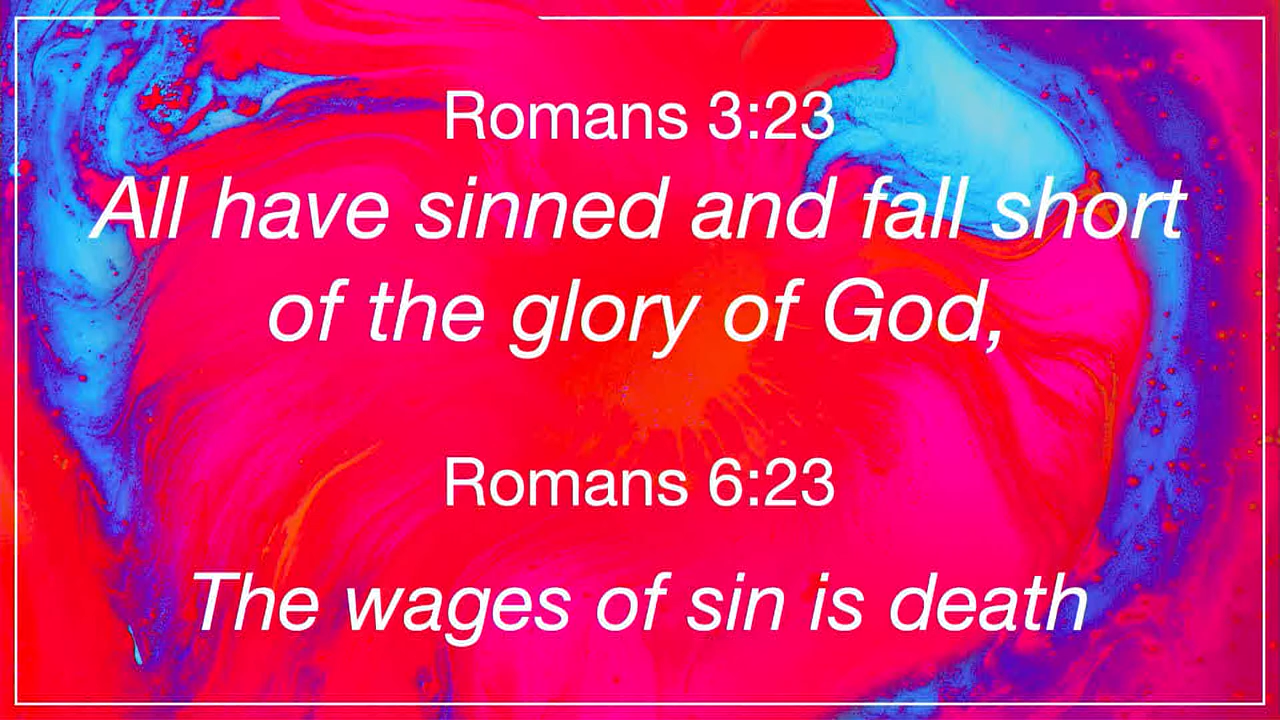 Romans 3:23
All have sinned and fall short
of the glory of God,
Romans 6:23
The wages of sin is death